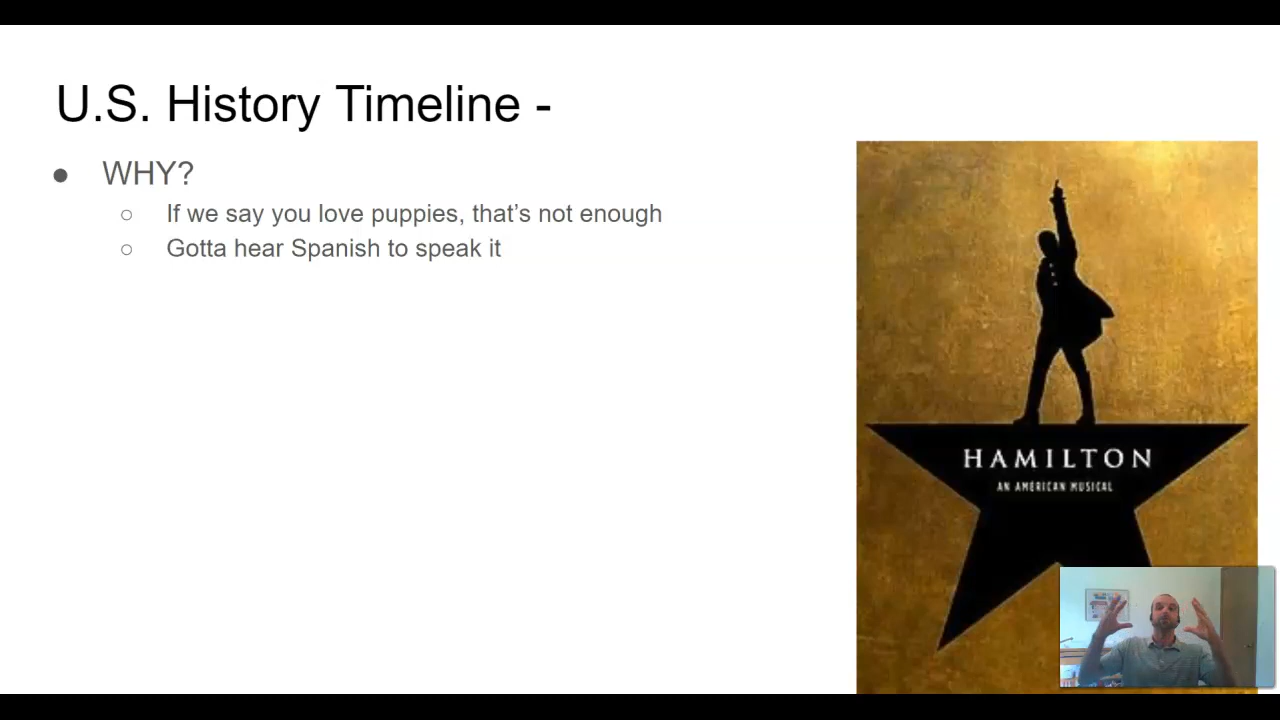 U.S. History Timeline -
● WHY?
○ If we say you love puppies, that’s not enough
○ Gotta hear Spanish to speak it
HAMILTON
AN AMERICAN MUSICAL